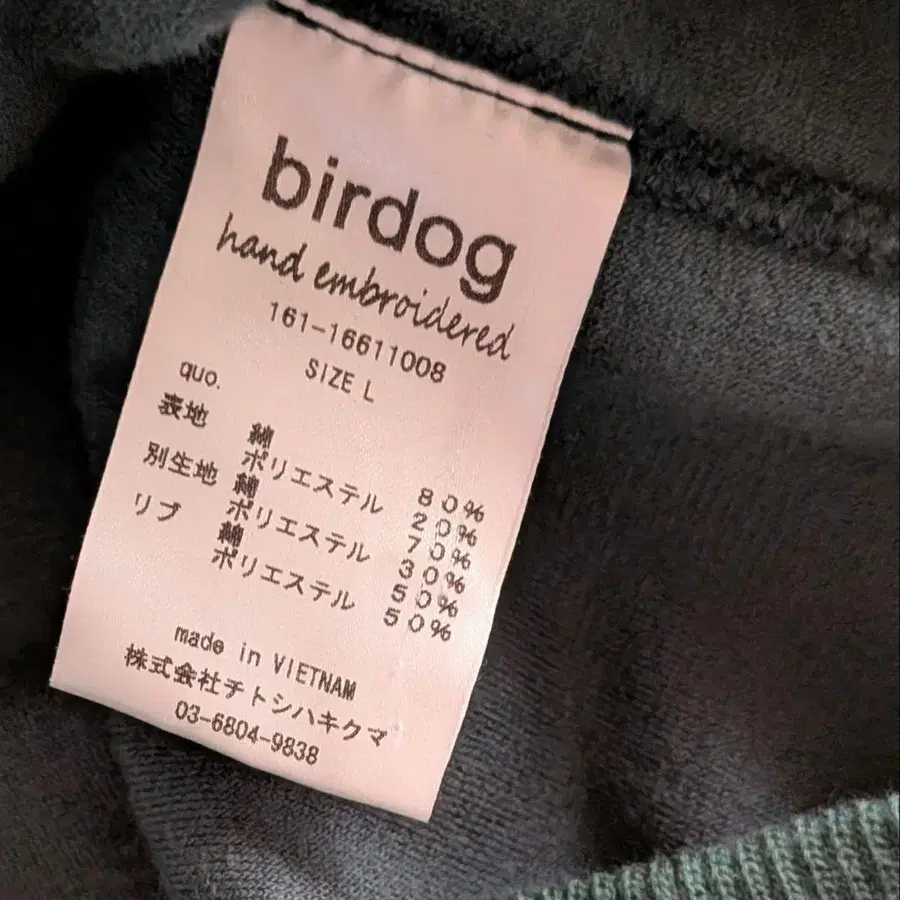 birdog
hand embroidered
161-16611008
SIZE L
quo.
表地 綿 80%
ポリエステル 20%
別生地 綿 70%
ポリエステル 30%
リブ 綿 50%
ポリエステル 50%
made in VIETNAM
株式会社チトシハキクマ
03-6804-9838